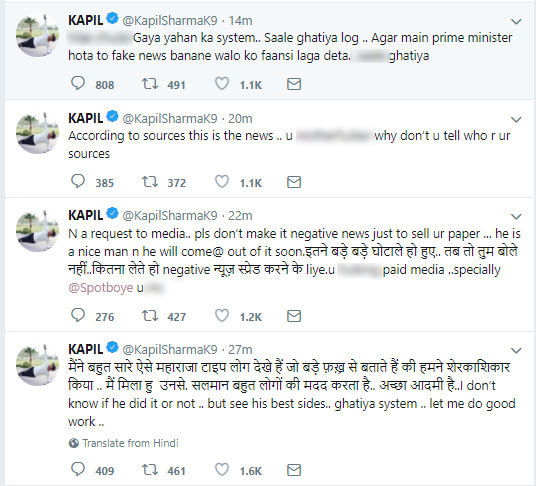 KAPIL @KapilSharmaK9 · 14m
Gaya yahan ka system.. Saale ghatiya log .. Agar main prime minister
hota to fake news banane walo ko faansi laga deta. ghatiya
808 491 1.1K
KAPIL @KapilSharmaK9 · 20m
According to sources this is the news .. u why don't u tell who r ur
sources
385 372 1.1K
KAPIL @KapilSharmaK9 · 22m
N a request to media.. pls don't make it negative news just to sell ur paper ... he is
a nice man n he will come@ out of it soon.इतने बड़े बड़े घोटाले हो हुए.. तब तो तुम बोले
नहीं..कितना लेते हो negative न्यूज़ स्प्रेड करने के liye.u paid media ..specially
@Spotboye u
276 427 1.2K
KAPIL @KapilSharmaK9 · 27m
मैंने बहुत सारे ऐसे महाराजा टाइप लोग देखे हैं जो बड़े फ़ख़्र से बताते हैं की हमने शेरकाशिकार
किया .. मैं मिला हु उनसे. सलमान बहुत लोगों की मदद करता है.. अच्छा आदमी है..I don't
know if he did it or not .. but see his best sides.. ghatiya system .. let me do good
work ..
Translate from Hindi
409 461 1.6K